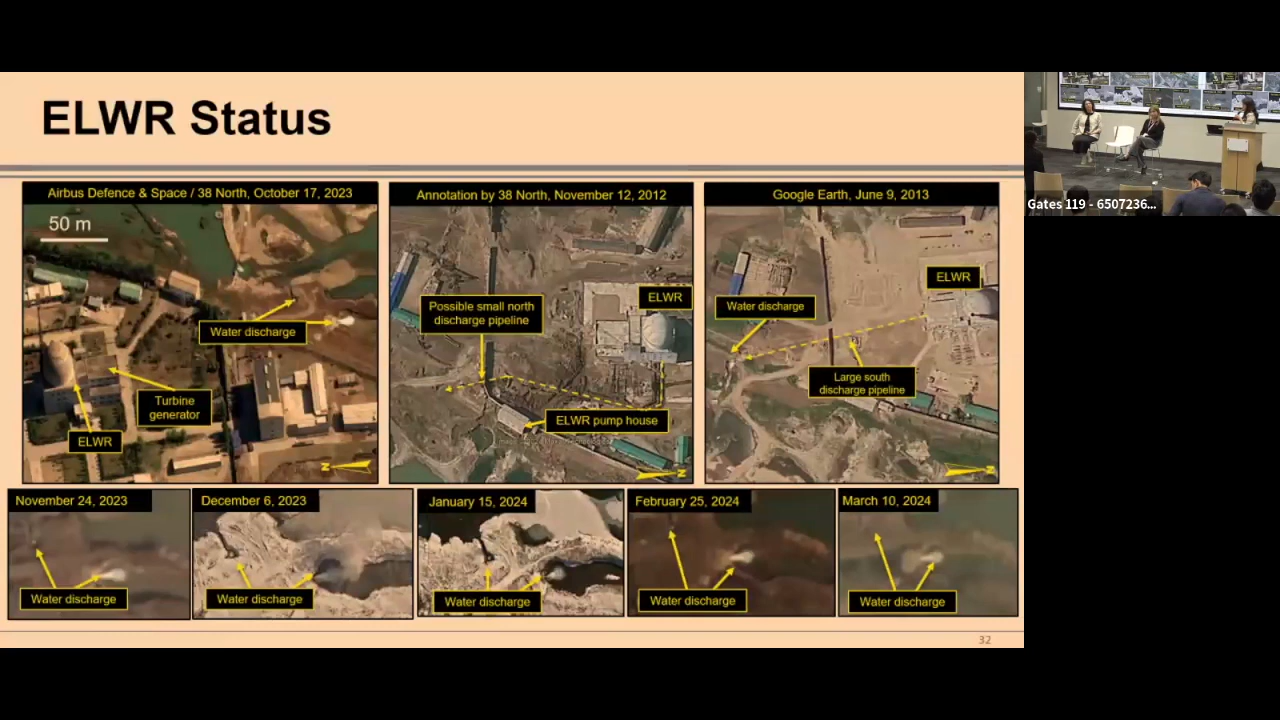 ELWR Status
Airbus Defence & Space / 38 North, October 17, 2023
50 m
Water discharge
Turbine
generator
ELWR
Z
Annotation by 38 North, November 12, 2012
ELWR
Possible small north
discharge pipeline
ELWR pump house
Z
Google Earth, June 9, 2013
ELWR
Water discharge
Large south
discharge pipeline
Z
November 24, 2023
Water discharge
December 6, 2023
Water discharge
January 15, 2024
Water discharge
February 25, 2024
Water discharge
March 10, 2024
Water discharge
32
Gates 119 - 6507236...